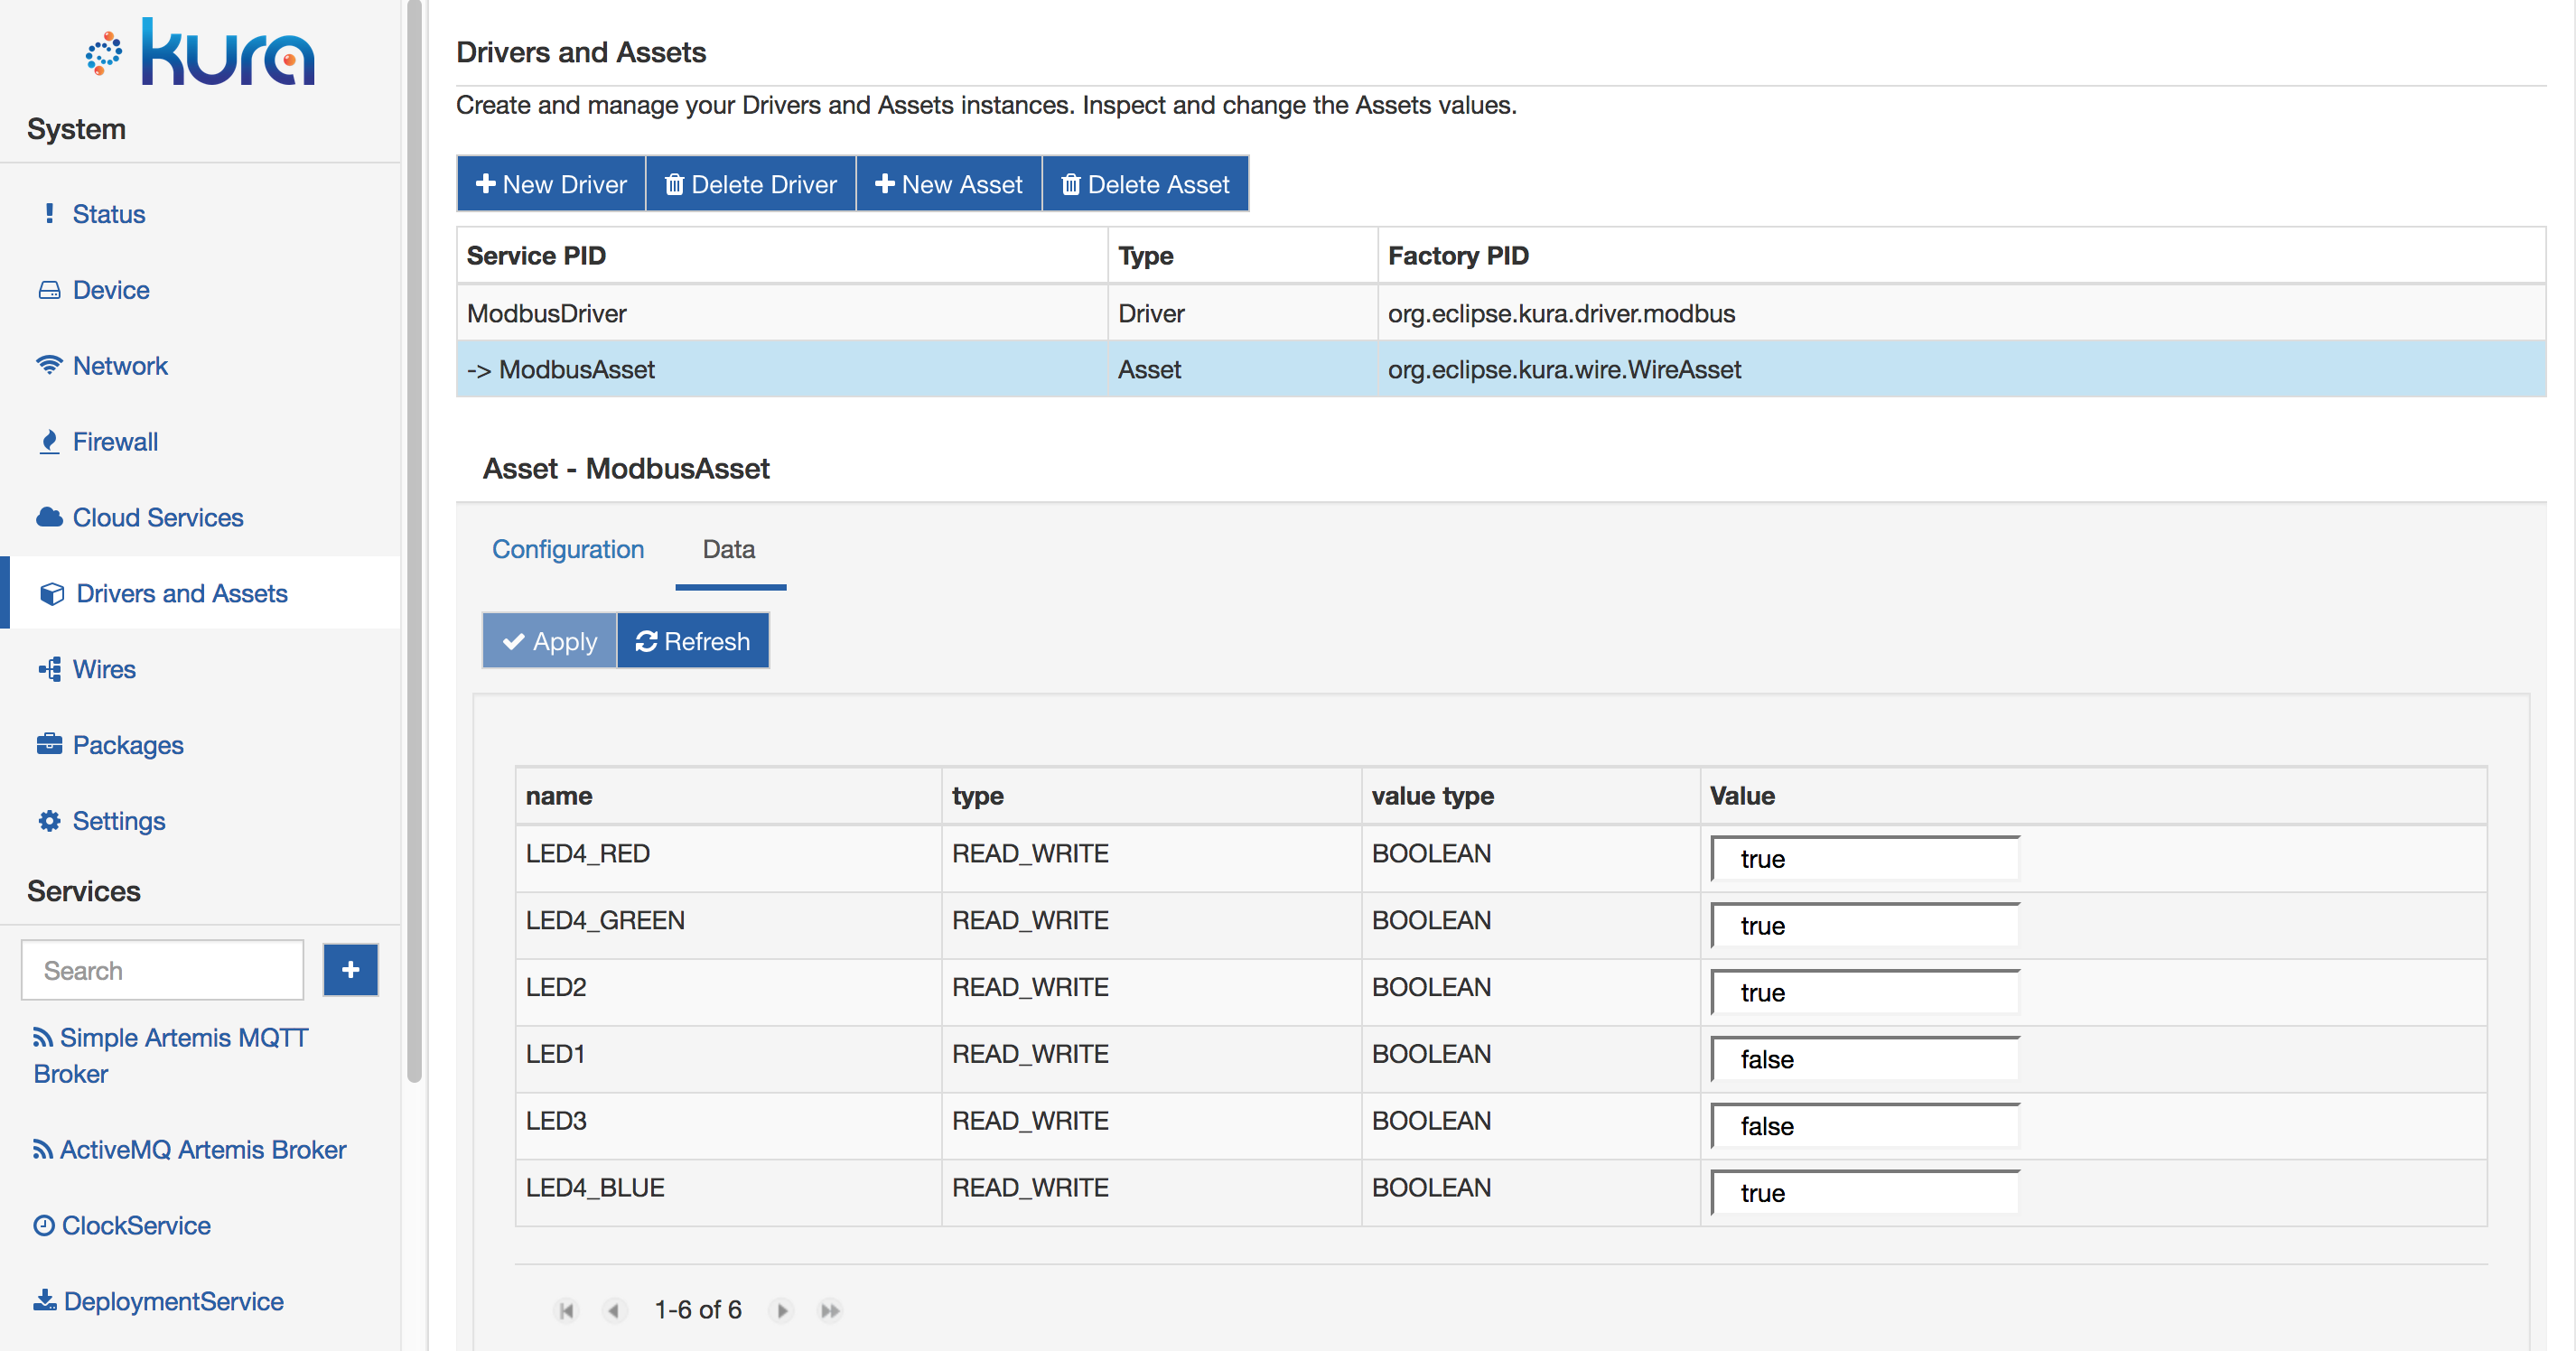 kura
System
Status
Device
Network
Firewall
Cloud Services
Drivers and Assets
Wires
Packages
Settings
Services
Search
Simple Artemis MQTT
Broker
ActiveMQ Artemis Broker
ClockService
DeploymentService
Drivers and Assets
Create and manage your Drivers and Assets instances. Inspect and change the Assets values.
New Driver Delete Driver New Asset Delete Asset
Service PID Type Factory PID
ModbusDriver Driver org.eclipse.kura.driver.modbus
-> ModbusAsset Asset org.eclipse.kura.wire.WireAsset
Asset - ModbusAsset
Configuration Data
Apply Refresh
name type value type Value
LED4_RED READ_WRITE BOOLEAN true
LED4_GREEN READ_WRITE BOOLEAN true
LED2 READ_WRITE BOOLEAN true
LED1 READ_WRITE BOOLEAN false
LED3 READ_WRITE BOOLEAN false
LED4_BLUE READ_WRITE BOOLEAN true
1-6 of 6